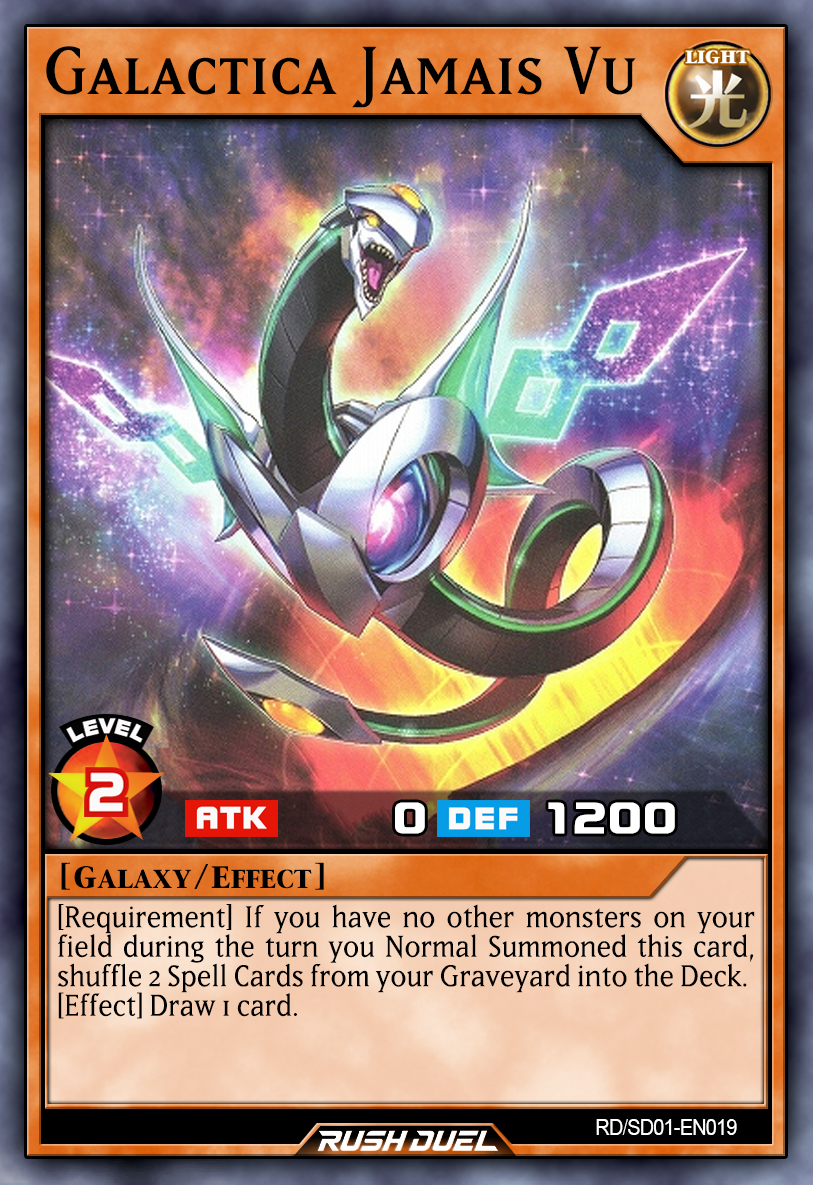 Galactica Jamais Vu
LIGHT
光
LEVEL
2
ATK 0 DEF 1200
[Galaxy/Effect]
[Requirement] If you have no other monsters on your
field during the turn you Normal Summoned this card,
shuffle 2 Spell Cards from your Graveyard into the Deck.
[Effect] Draw 1 card.
RD/SD01-EN019
RUSH DUEL